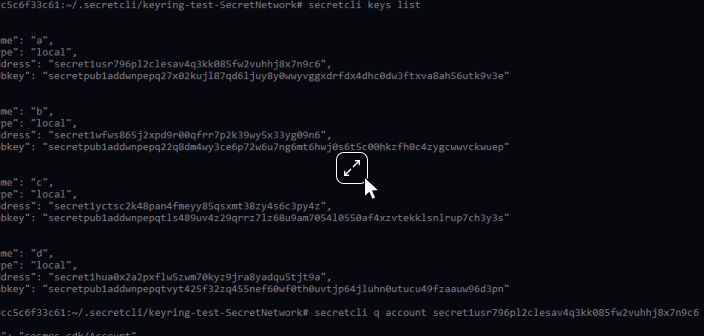 c5c6f33c61:~/.secretcli/keyring-test-SecretNetwork# secretcli keys list
me": "a",
pe": "local",
dress": "secret1usr796pl2clesav4q3kk085fw2vuhhj8x7n9c6",
bkey": "secretpub1addwnpepq27x02kujl87qd6ljuy8y0wwyvggxdrfdx4dhc0dw3ftxva8ah56utk9v3e"
me": "b",
pe": "local",
dress": "secret1wfws865j2xpd9r00qfrr7p2k39wy5x33yg09n6",
bkey": "secretpub1addwnpepq22q8dm4wy3ce6p72w6u7ng6mt6hwj0s6t5c00hkzfh0c4zygcwwvckwuep"
me": "c",
pe": "local",
dress": "secret1yctsc2k48pan4fmeyy85qsxmt38zy4s6c3py4z",
bkey": "secretpub1addwnpepqtls489uv4z29qrrz7lz68u9am7054l0550af4xzvtekklsnlrup7ch3y3s"
me": "d",
pe": "local",
dress": "secret1hua0x2a2pxflw5zwm70kyz9jra8yadqu5tjt9a",
bkey": "secretpub1addwnpepqtvyt425f32zq455nef60wf0th0uvtjp64jluhn0utucu49fzaauw96d3pn"
cc5c6f33c61:~/.secretcli/keyring-test-SecretNetwork# secretcli q account secret1usr796pl2clesav4q3kk085fw2vuhhj8x7n9c6
": "cosmos-sdk/Account",